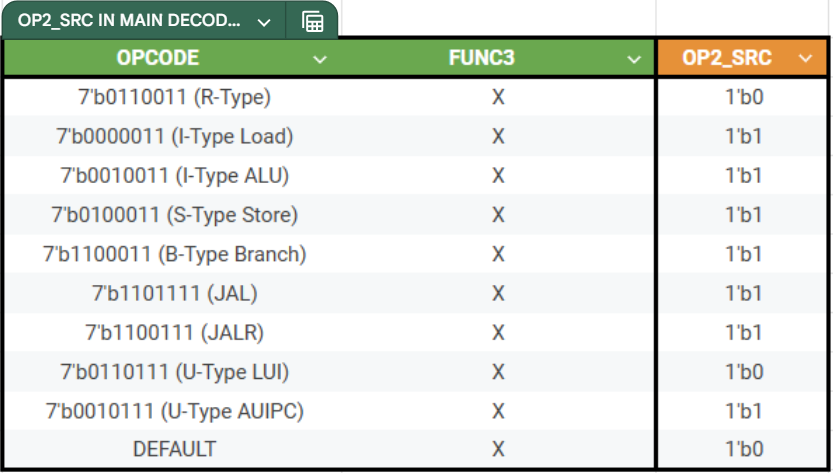 OP2_SRC IN MAIN DECOD...
OPCODE FUNC3 OP2_SRC
7'b0110011 (R-Type) X 1'b0
7'b0000011 (I-Type Load) X 1'b1
7'b0010011 (I-Type ALU) X 1'b1
7'b0100011 (S-Type Store) X 1'b1
7'b1100011 (B-Type Branch) X 1'b1
7'b1101111 (JAL) X 1'b1
7'b1100111 (JALR) X 1'b1
7'b0110111 (U-Type LUI) X 1'b0
7'b0010111 (U-Type AUIPC) X 1'b1
DEFAULT X 1'b0